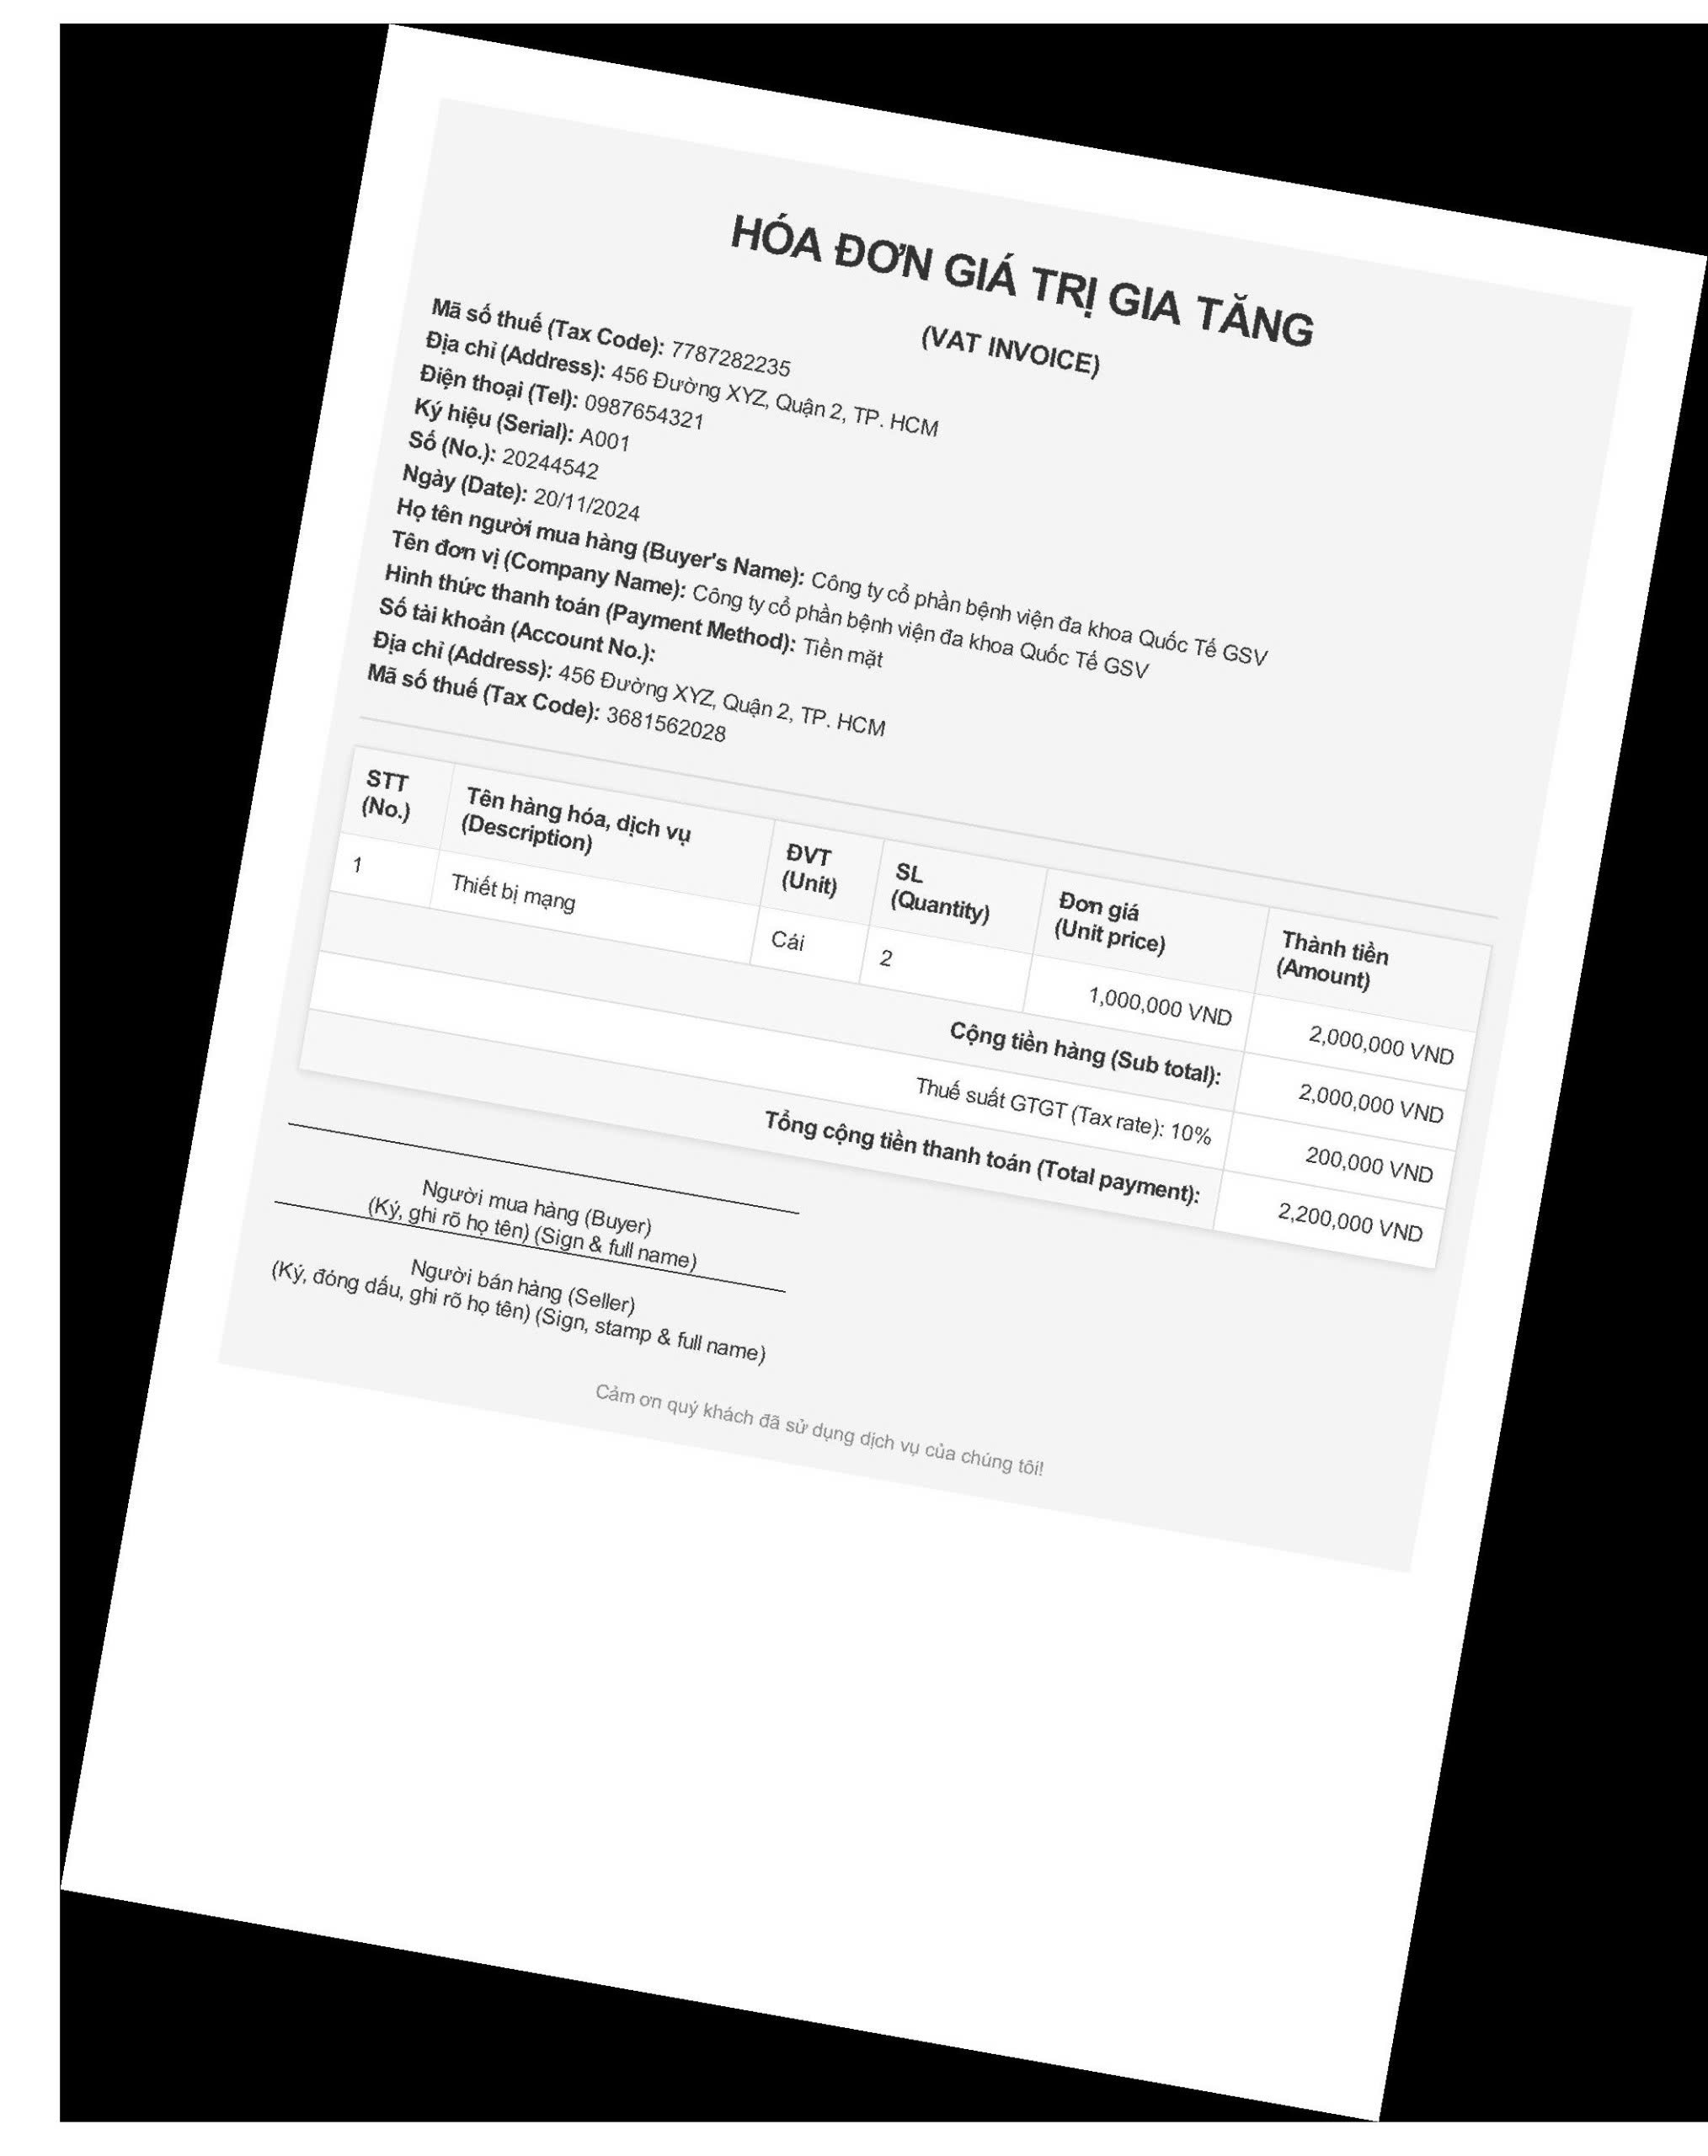 HÓA ĐƠN GIÁ TRỊ GIA TĂNG
(VAT INVOICE)
Mã số thuế (Tax Code): 7787282235
Địa chỉ (Address): 456 Đường XYZ, Quận 2, TP. HCM
Điện thoại (Tel): 0987654321
Ký hiệu (Serial): A001
Số (No.): 20244542
Ngày (Date): 20/11/2024
Họ tên người mua hàng (Buyer's Name): Công ty cổ phần bệnh viện đa khoa Quốc Tế GSV
Tên đơn vị (Company Name): Công ty cổ phần bệnh viện đa khoa Quốc Tế GSV
Hình thức thanh toán (Payment Method): Tiền mặt
Số tài khoản (Account No.):
Địa chỉ (Address): 456 Đường XYZ, Quận 2, TP. HCM
Mã số thuế (Tax Code): 3681562028
STT (No.) Tên hàng hóa, dịch vụ (Description) ĐVT (Unit) SL (Quantity) Đơn giá (Unit price) Thành tiền (Amount)
1 Thiết bị mạng Cái 2 1,000,000 VND 2,000,000 VND
Cộng tiền hàng (Sub total): 2,000,000 VND
Thuế suất GTGT (Tax rate): 10% 200,000 VND
Tổng cộng tiền thanh toán (Total payment): 2,200,000 VND
Người mua hàng (Buyer)
(Ký, ghi rõ họ tên) (Sign & full name)
Người bán hàng (Seller)
(Ký, đóng dấu, ghi rõ họ tên) (Sign, stamp & full name)
Cảm ơn quý khách đã sử dụng dịch vụ của chúng tôi!